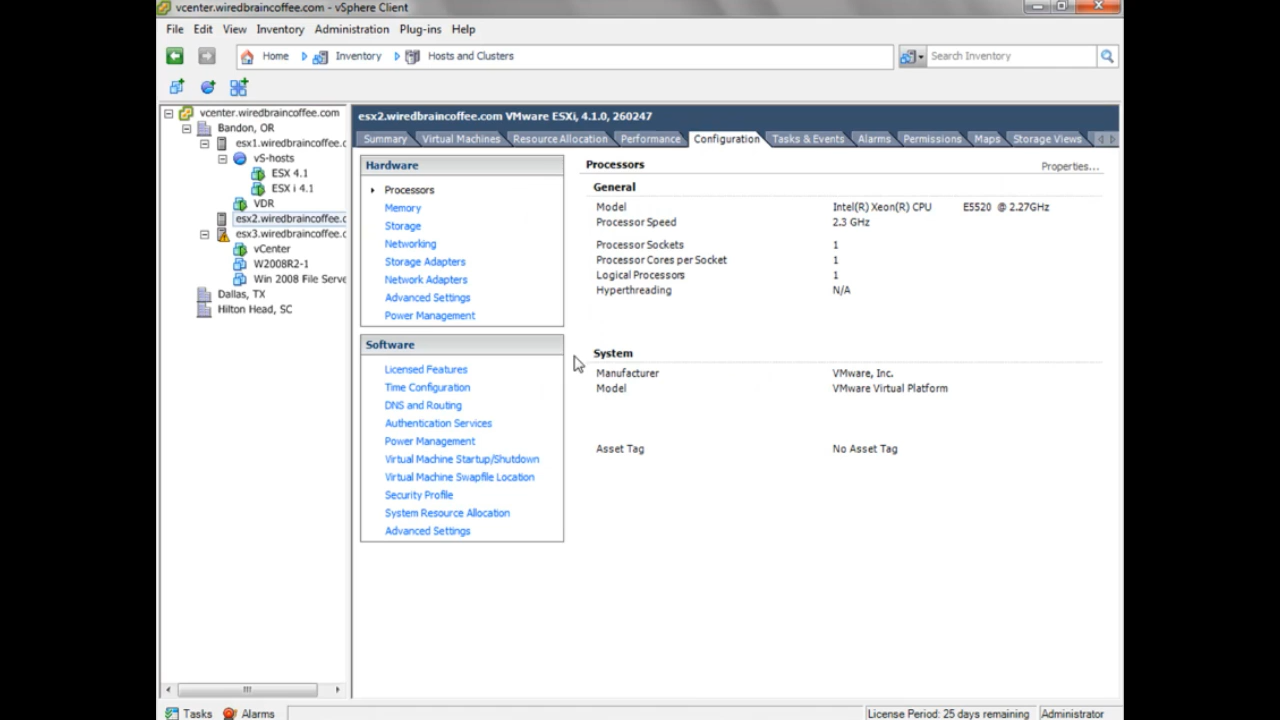 vcenter.wiredbraincoffee.com - vSphere Client
File Edit View Inventory Administration Plug-ins Help
Home Inventory Hosts and Clusters Search Inventory
vcenter.wiredbraincoffee.com
Bandon, OR
esx1.wiredbraincoffee.c
vS-hosts
ESX 4.1
ESX i 4.1
VDR
esx2.wiredbraincoffee.c
esx3.wiredbraincoffee.c
vCenter
W2008R2-1
Win 2008 File Serve
Dallas, TX
Hilton Head, SC
esx2.wiredbraincoffee.com VMware ESXi, 4.1.0, 260247
Summary Virtual Machines Resource Allocation Performance Configuration Tasks & Events Alarms Permissions Maps Storage Views
Hardware
Processors
Memory
Storage
Networking
Storage Adapters
Network Adapters
Advanced Settings
Power Management
Software
Licensed Features
Time Configuration
DNS and Routing
Authentication Services
Power Management
Virtual Machine Startup/Shutdown
Virtual Machine Swapfile Location
Security Profile
System Resource Allocation
Advanced Settings
Processors Properties...
General
Model Intel(R) Xeon(R) CPU E5520 @ 2.27GHz
Processor Speed 2.3 GHz
Processor Sockets 1
Processor Cores per Socket 1
Logical Processors 1
Hyperthreading N/A
System
Manufacturer VMware, Inc.
Model VMware Virtual Platform
Asset Tag No Asset Tag
Tasks Alarms License Period: 25 days remaining Administrator